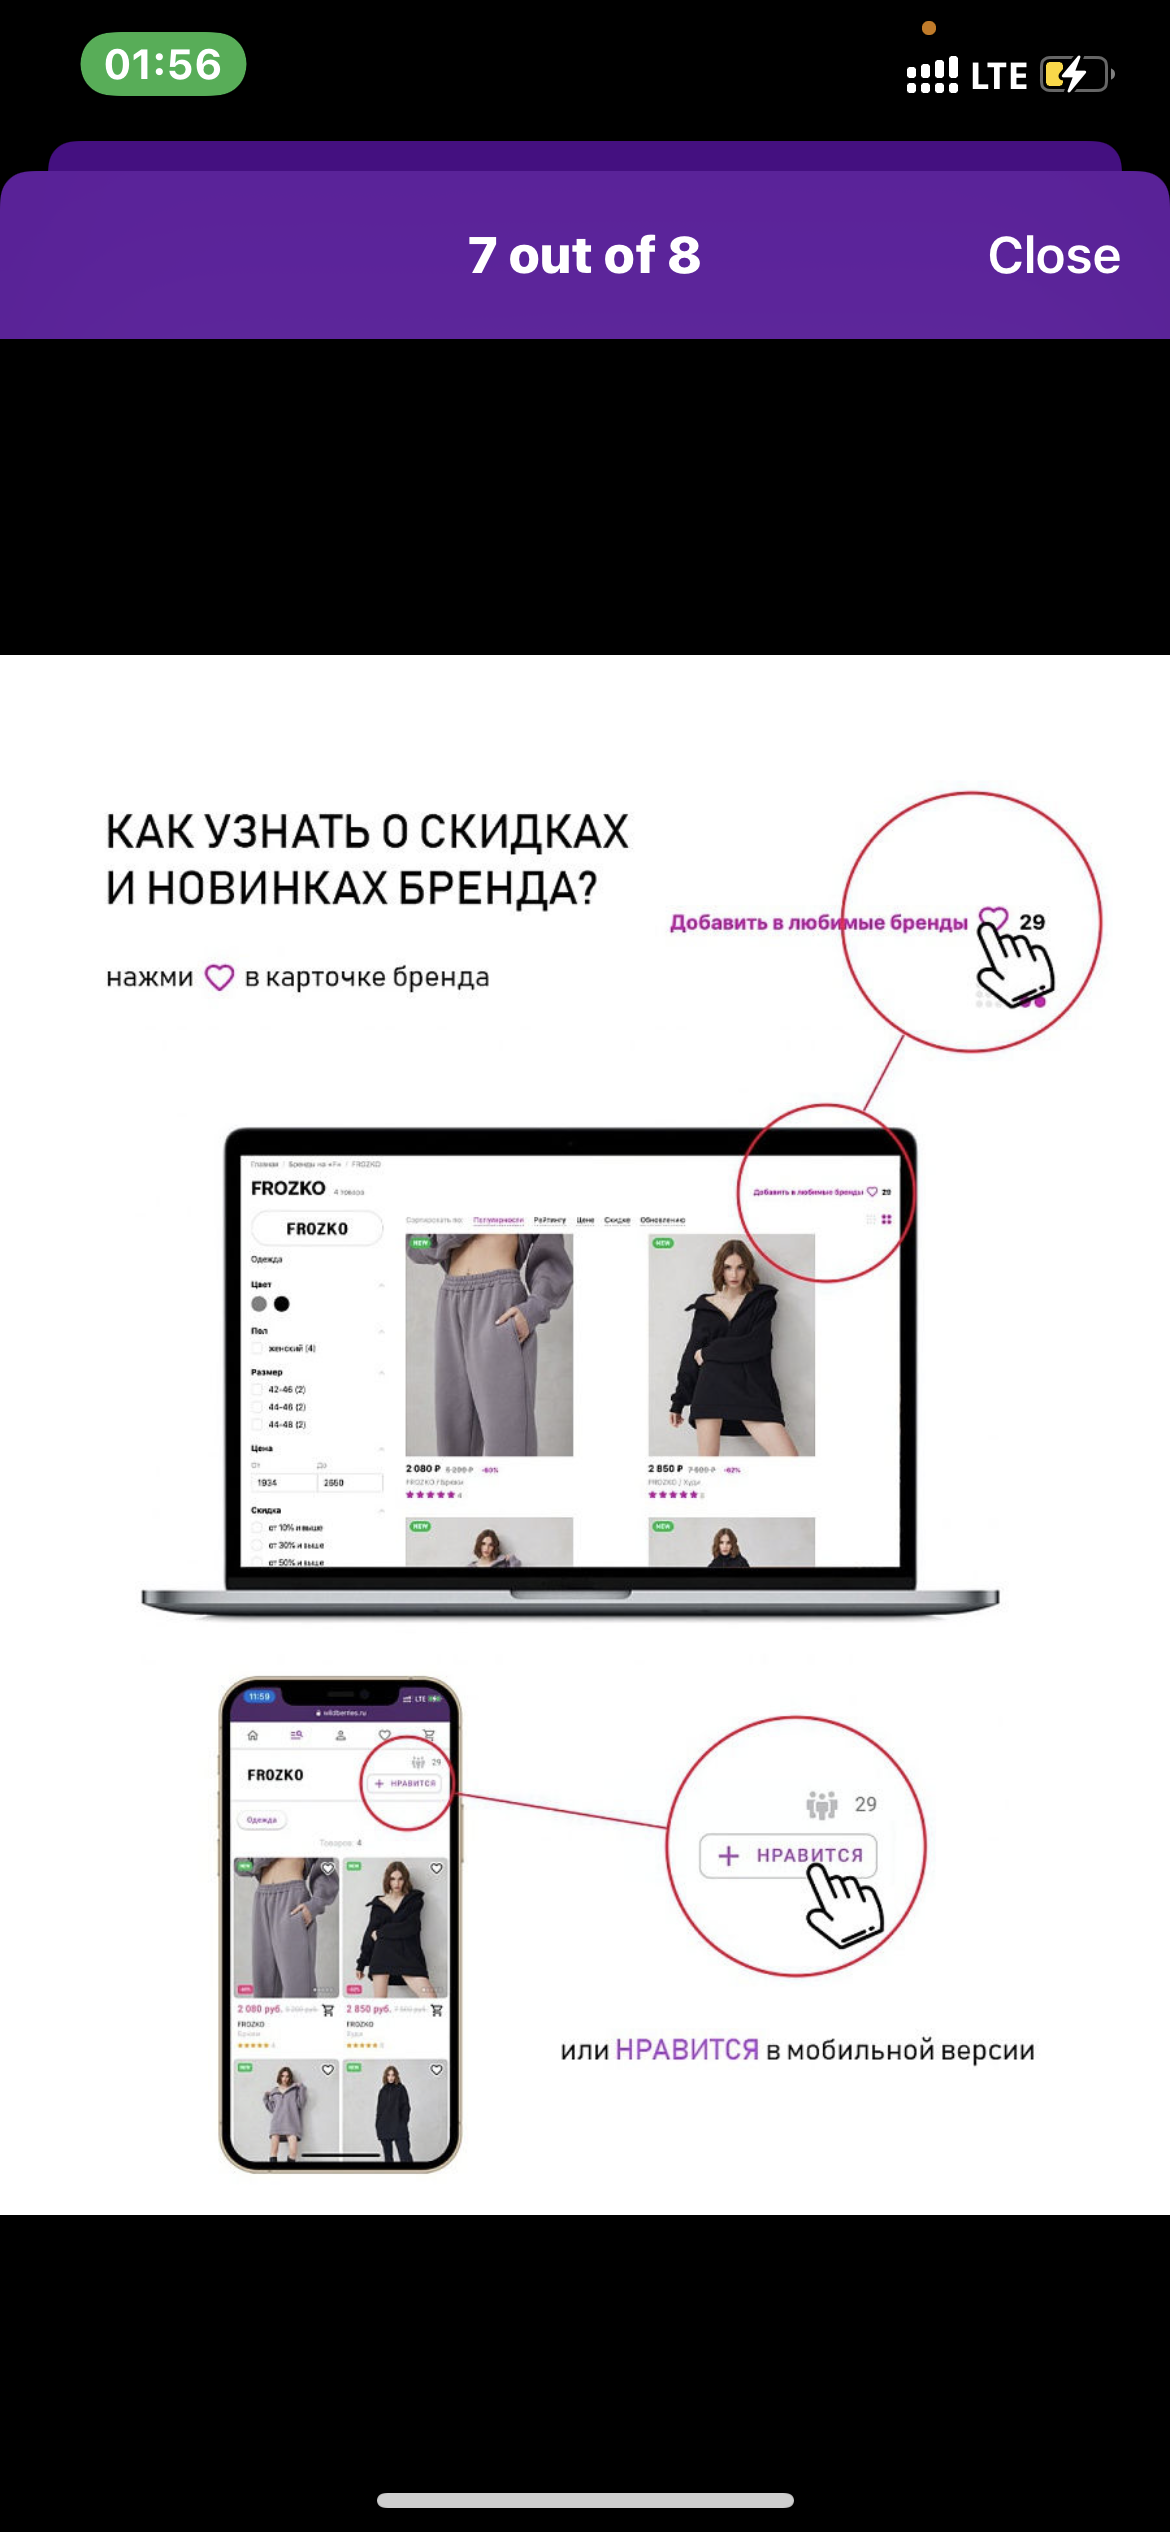 01:56
LTE
7 out of 8
Close
КАК УЗНАТЬ О СКИДКАХ
И НОВИНКАХ БРЕНДА?
нажми в карточке бренда
Добавить в любимые бренды 29
Главная / Бренды на «F» / FROZKO
FROZKO 4 товара
Добавить в любимые бренды 29
FROZKO
Сортировать по: Популярности Рейтингу Цене Скидке Обновлению
Одежда
Цвет
Пол
женский (4)
Размер
42-46 (2)
44-46 (2)
44-48 (2)
Цена
От До
1934 2660
Скидка
от 10% и выше
от 30% и выше
от 50% и выше
NEW
NEW
2 080 ₽ 5 200 ₽ -60%
FROZKO / Брюки
4
2 850 ₽ 7 500 ₽ -62%
FROZKO / Худи
NEW
NEW
11:59
LTE
wildberries.ru
29
FROZKO
+ НРАВИТСЯ
Одежда
Товаров: 4
NEW
NEW
2 080 руб. 5 200 руб.
FROZKO
Брюки
2 850 руб. 7 500 руб.
FROZKO
Худи
NEW
NEW
29
+ НРАВИТСЯ
или НРАВИТСЯ в мобильной версии